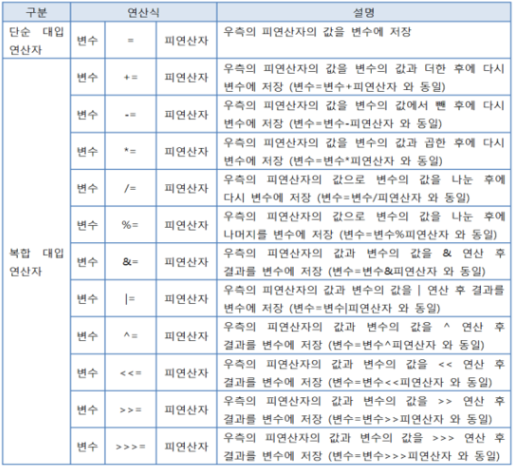 구분 연산식 설명
단순 대입 연산자 변수 = 피연산자 우측의 피연산자의 값을 변수에 저장
복합 대입 연산자
변수 += 피연산자 우측의 피연산자의 값을 변수의 값과 더한 후에 다시
변수에 저장 (변수=변수+피연산자 와 동일)
변수 -= 피연산자 우측의 피연산자의 값을 변수의 값에서 뺀 후에 다시
변수에 저장 (변수=변수-피연산자 와 동일)
변수 *= 피연산자 우측의 피연산자의 값을 변수의 값과 곱한 후에 다시
변수에 저장 (변수=변수*피연산자 와 동일)
변수 /= 피연산자 우측의 피연산자의 값으로 변수의 값을 나눈 후에
다시 변수에 저장 (변수=변수/피연산자 와 동일)
변수 %= 피연산자 우측의 피연산자의 값으로 변수의 값을 나눈 후에
나머지를 변수에 저장 (변수=변수%피연산자 와 동일)
변수 &= 피연산자 우측의 피연산자의 값과 변수의 값을 & 연산 후
결과를 변수에 저장 (변수=변수&피연산자 와 동일)
변수 |= 피연산자 우측의 피연산자의 값과 변수의 값을 | 연산 후 결과를
변수에 저장 (변수=변수|피연산자 와 동일)
변수 ^= 피연산자 우측의 피연산자의 값과 변수의 값을 ^ 연산 후
결과를 변수에 저장 (변수=변수^피연산자 와 동일)
변수 <<= 피연산자 우측의 피연산자의 값과 변수의 값을 << 연산 후
결과를 변수에 저장 (변수=변수<<피연산자 와 동일)
변수 >>= 피연산자 우측의 피연산자의 값과 변수의 값을 >> 연산 후
결과를 변수에 저장 (변수=변수>>피연산자 와 동일)
변수 >>>= 피연산자 우측의 피연산자의 값과 변수의 값을 >>> 연산 후
결과를 변수에 저장 (변수=변수>>>피연산자 와 동일)